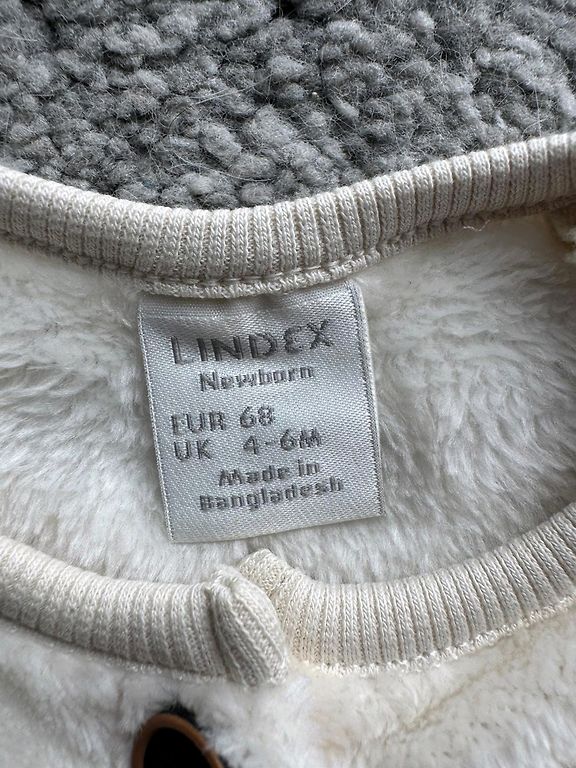 LINDEX
Newborn
EUR 68
UK 4-6M
Made in
Bangladesh